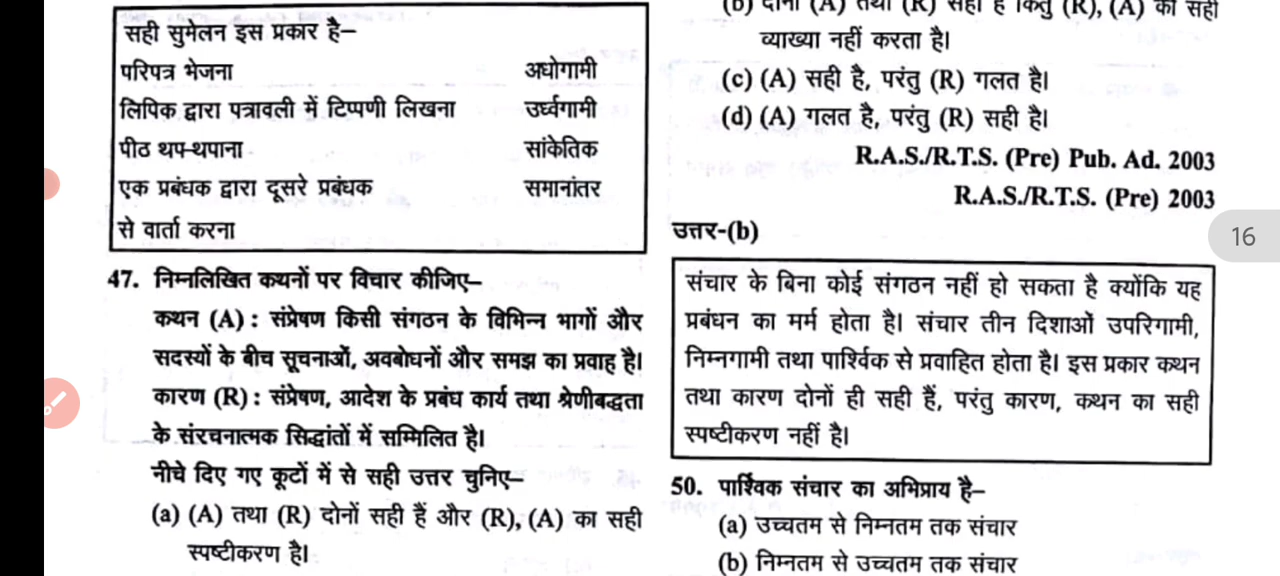 सही सुमेलन इस प्रकार है–
परिपत्र भेजना अधोगामी
लिपिक द्वारा पत्रावली में टिप्पणी लिखना उर्ध्वगामी
पीठ थप-थपाना सांकेतिक
एक प्रबंधक द्वारा दूसरे प्रबंधक समानांतर
से वार्ता करना
47. निम्नलिखित कथनों पर विचार कीजिए–
कथन (A) : संप्रेषण किसी संगठन के विभिन्न भागों और
सदस्यों के बीच सूचनाओं, अवबोधनों और समझ का प्रवाह है।
कारण (R) : संप्रेषण, आदेश के प्रबंध कार्य तथा श्रेणीबद्धता
के संरचनात्मक सिद्धांतों में सम्मिलित है।
नीचे दिए गए कूटों में से सही उत्तर चुनिए–
(a) (A) तथा (R) दोनों सही हैं और (R), (A) का सही
स्पष्टीकरण है।
(b) दोनों (A) तथा (R) सही हैं किंतु (R), (A) की सही
व्याख्या नहीं करता है।
(c) (A) सही है, परंतु (R) गलत है।
(d) (A) गलत है, परंतु (R) सही है।
R.A.S./R.T.S. (Pre) Pub. Ad. 2003
R.A.S./R.T.S. (Pre) 2003
उत्तर-(b)
संचार के बिना कोई संगठन नहीं हो सकता है क्योंकि यह
प्रबंधन का मर्म होता है। संचार तीन दिशाओं उपरिगामी,
निम्नगामी तथा पार्श्विक से प्रवाहित होता है। इस प्रकार कथन
तथा कारण दोनों ही सही हैं, परंतु कारण, कथन का सही
स्पष्टीकरण नहीं है।
50. पार्श्विक संचार का अभिप्राय है–
(a) उच्चतम से निम्नतम तक संचार
(b) निम्नतम से उच्चतम तक संचार
16